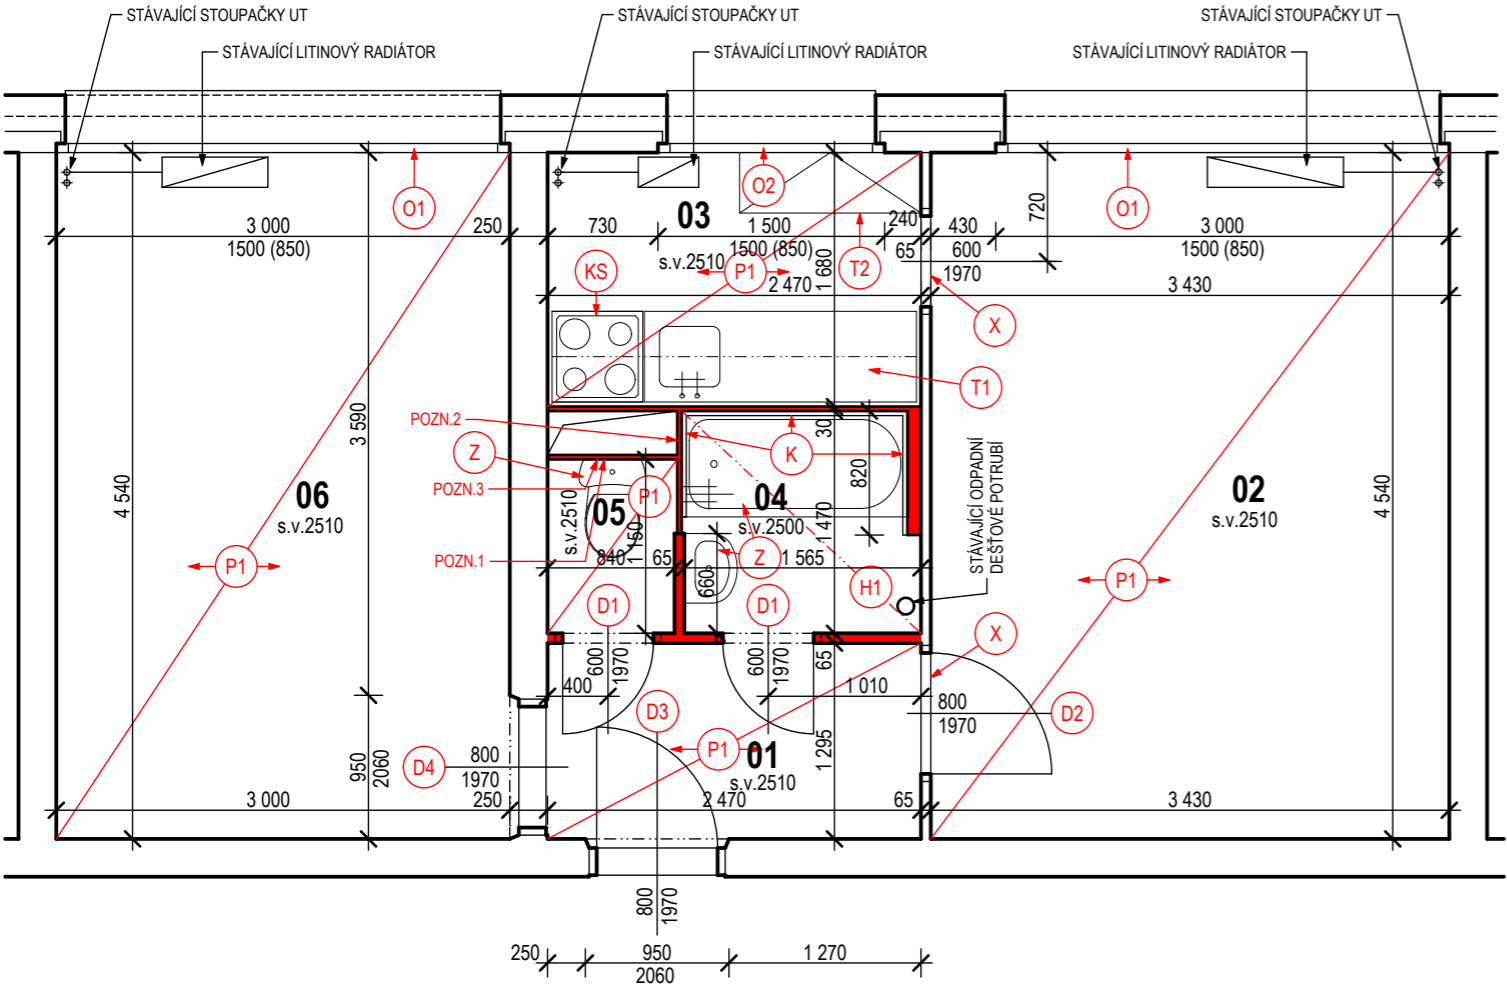 STÁVAJÍCÍ STOUPAČKY UT
STÁVAJÍCÍ STOUPAČKY UT
STÁVAJÍCÍ STOUPAČKY UT
STÁVAJÍCÍ LITINOVÝ RADIÁTOR
STÁVAJÍCÍ LITINOVÝ RADIÁTOR
STÁVAJÍCÍ LITINOVÝ RADIÁTOR
O1
O2
O1
3 000
1500 (850)
250
730
03
1 500
1500 (850)
240
430
720
3 000
1500 (850)
s.v.2510
P1
1 680
T2
65
600
1970
KS
2 470
3 430
X
T1
3 590
POZN.2
Z
POZN.3
K
30
820
STÁVAJÍCÍ ODPADNÍ
DEŠŤOVÉ POTRUBÍ
4 540
06
s.v.2510
05
s.v.2510
P1
1 150
04
s.v.2500
1 470
02
s.v.2510
4 540
P1
POZN.1
840
65
660
Z
1 565
H1
P1
D1
D1
X
600
1970
600
1970
65
400
1 010
D3
800
1970
D2
P1
01
s.v.2510
1 295
D4
800
1970
950
2060
3 000
250
2 470
65
3 430
800
1970
250
950
2060
1 270